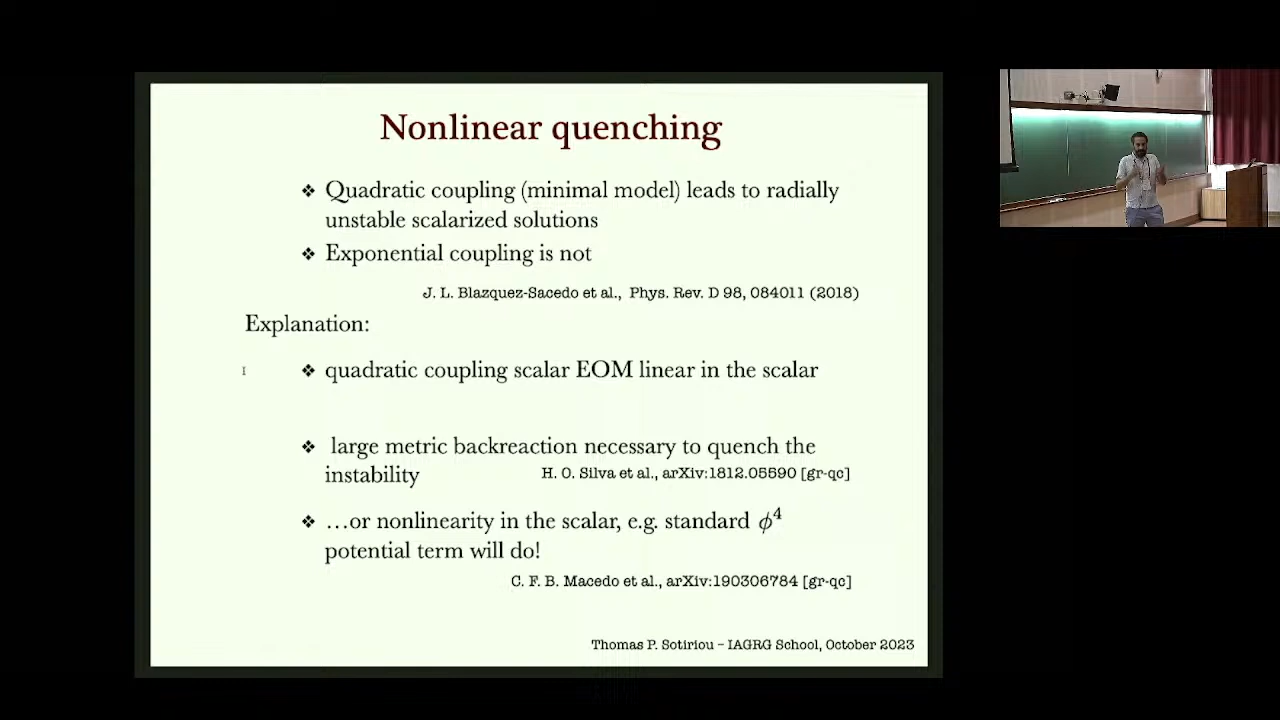 Nonlinear quenching
❖ Quadratic coupling (minimal model) leads to radially
unstable scalarized solutions
❖ Exponential coupling is not
J. L. Blazquez-Sacedo et al., Phys. Rev. D 98, 084011 (2018)
Explanation:
❖ quadratic coupling scalar EOM linear in the scalar
❖ large metric backreaction necessary to quench the
instability
H. O. Silva et al., arXiv:1812.05590 [gr-qc]
❖ …or nonlinearity in the scalar, e.g. standard ϕ⁴
potential term will do!
C. F. B. Macedo et al., arXiv:190306784 [gr-qc]
Thomas P. Sotiriou – IAGRG School, October 2023